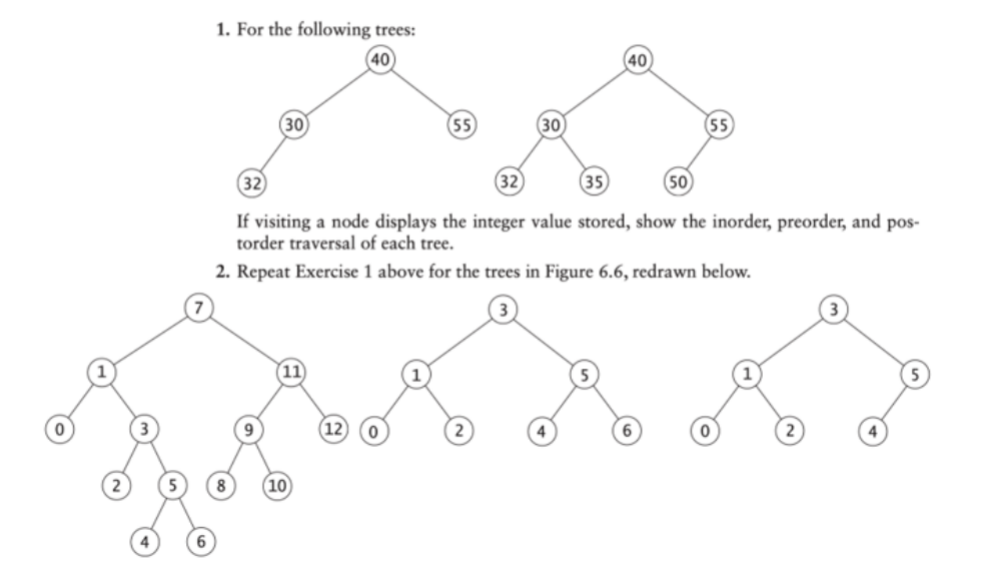 1. For the following trees:
40 40
30 55 30 55
32 32 35 50
If visiting a node displays the integer value stored, show the inorder, preorder, and pos-
torder traversal of each tree.
2. Repeat Exercise 1 above for the trees in Figure 6.6, redrawn below.
7 3 3
1 11 1 5 1 5
0 3 9 12 0 2 4 6 0 2 4
2 5 8 10
4 6